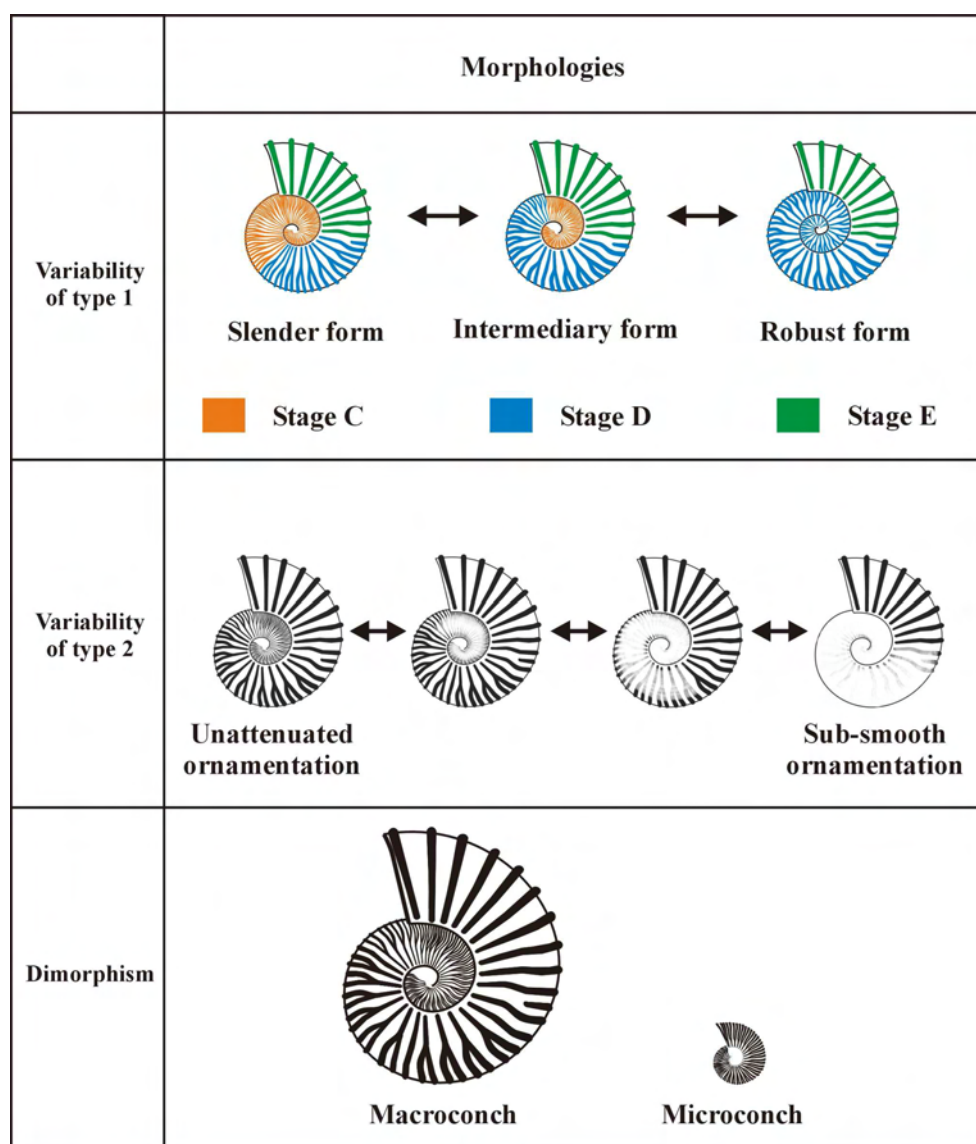 Morphologies
Variability
of type 1
Slender form
Intermediary form
Robust form
Stage C
Stage D
Stage E
Variability
of type 2
Unattenuated
ornamentation
Sub-smooth
ornamentation
Dimorphism
Macroconch
Microconch